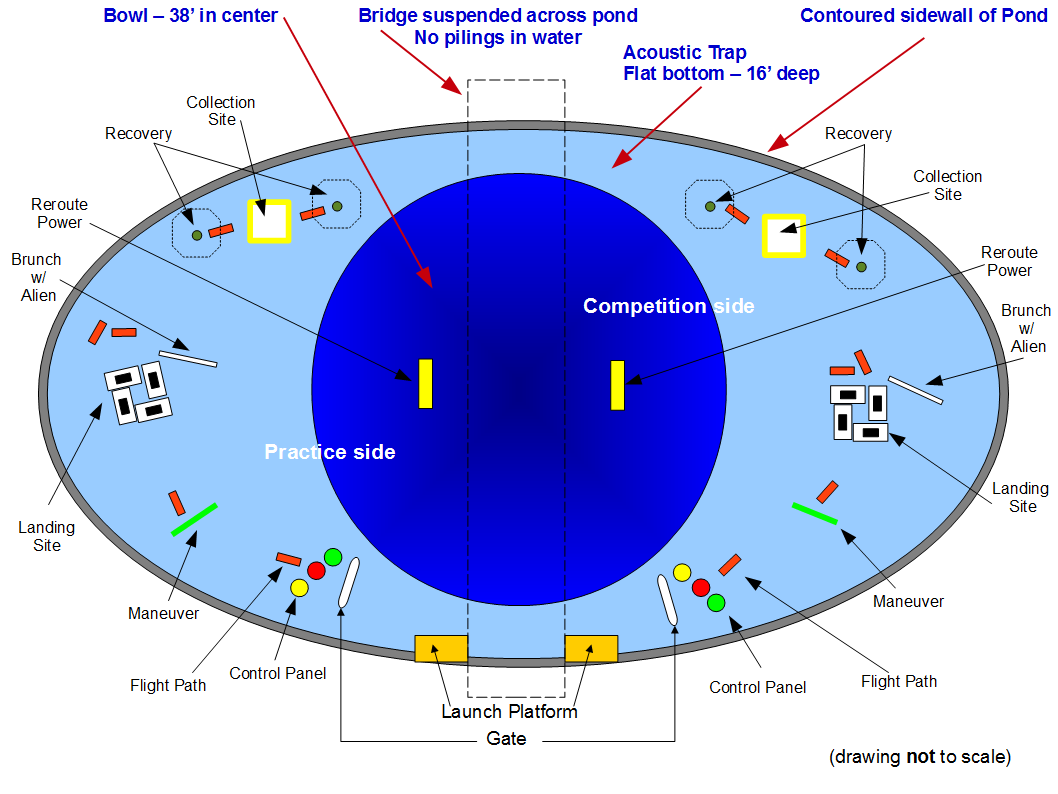 Bowl – 38’ in center
Bridge suspended across pond
No pilings in water
Contoured sidewall of Pond
Acoustic Trap
Flat bottom – 16’ deep
Collection
Site
Recovery
Reroute
Power
Brunch
w/
Alien
Recovery
Collection
Site
Reroute
Power
Brunch
w/
Alien
Competition side
Practice side
Landing
Site
Landing
Site
Maneuver
Maneuver
Control Panel
Flight Path
Flight Path
Control Panel
Launch Platform
Gate
(drawing not to scale)